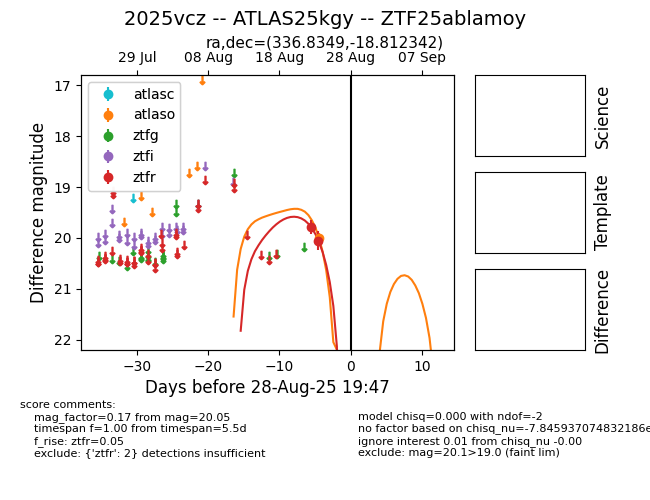 2025vcz -- ATLAS25kgy -- ZTF25ablamoy
ra,dec=(336.8349,-18.812342)
29 Jul 08 Aug 18 Aug 28 Aug 07 Sep
17
18
19
20
21
22
Difference magnitude
atlasc
atlaso
ztfg
ztfi
ztfr
−30 −20 −10 0 10
Days before 28-Aug-25 19:47
Science
Template
Difference
score comments:
mag_factor=0.17 from mag=20.05
timespan f=1.00 from timespan=5.5d
f_rise: ztfr=0.05
exclude: {'ztfr': 2} detections insufficient
model chisq=0.000 with ndof=-2
no factor based on chisq_nu=-7.845937074832186e
ignore interest 0.01 from chisq_nu -0.00
exclude: mag=20.1>19.0 (faint lim)